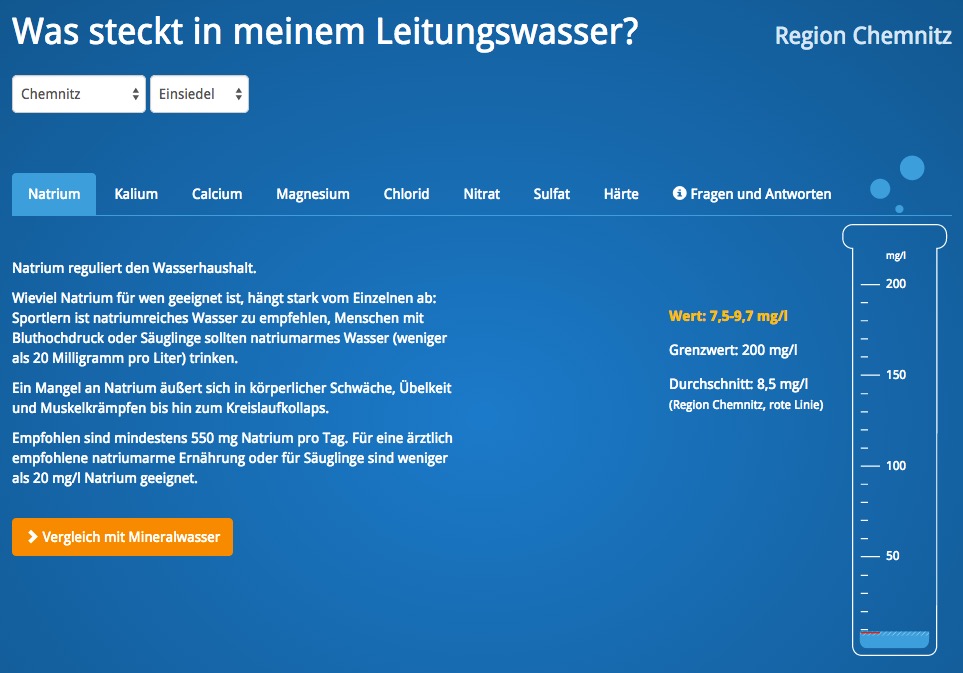 Was steckt in meinem Leitungswasser?
Region Chemnitz
Chemnitz
Einsiedel
Natrium
Kalium
Calcium
Magnesium
Chlorid
Nitrat
Sulfat
Härte
Fragen und Antworten
Natrium reguliert den Wasserhaushalt.
Wieviel Natrium für wen geeignet ist, hängt stark vom Einzelnen ab:
Sportlern ist natriumreiches Wasser zu empfehlen, Menschen mit
Bluthochdruck oder Säuglinge sollten natriumarmes Wasser (weniger
als 20 Milligramm pro Liter) trinken.
Ein Mangel an Natrium äußert sich in körperlicher Schwäche, Übelkeit
und Muskelkrämpfen bis hin zum Kreislaufkollaps.
Empfohlen sind mindestens 550 mg Natrium pro Tag. Für eine ärztlich
empfohlene natriumarme Ernährung oder für Säuglinge sind weniger
als 20 mg/l Natrium geeignet.
Vergleich mit Mineralwasser
Wert: 7,5-9,7 mg/l
Grenzwert: 200 mg/l
Durchschnitt: 8,5 mg/l
(Region Chemnitz, rote Linie)
mg/l
200
150
100
50